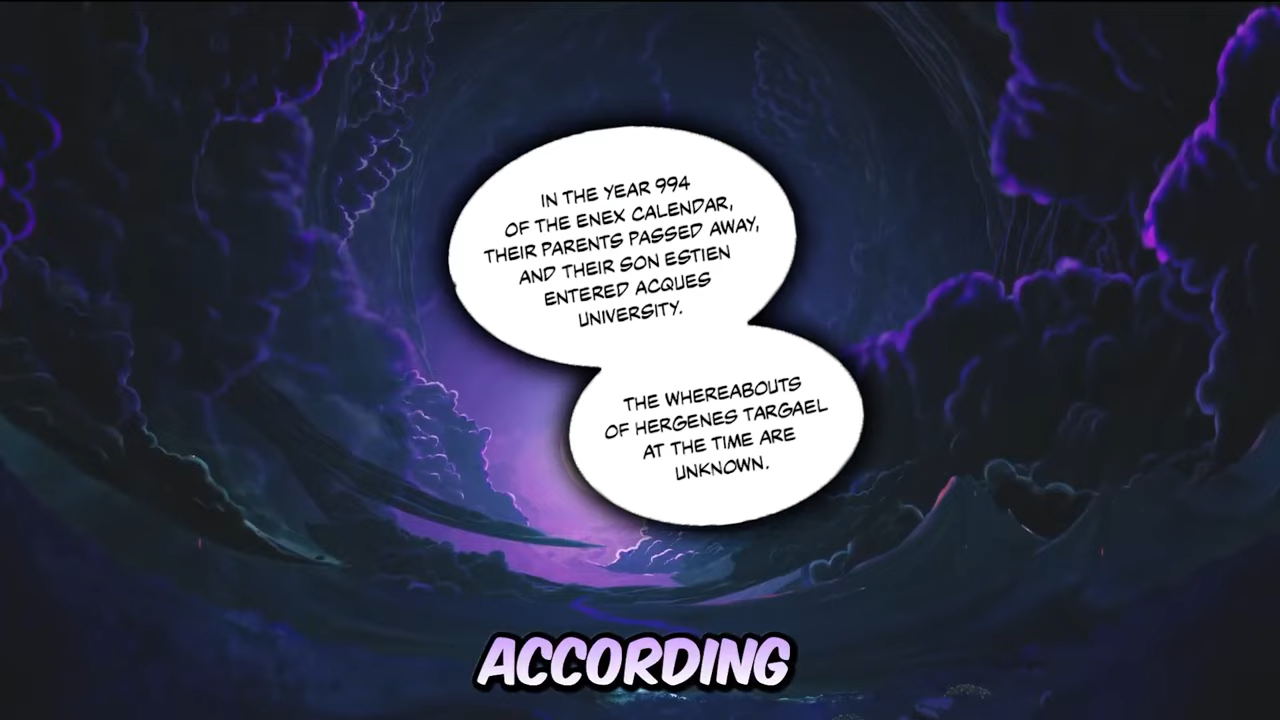 IN THE YEAR 994
OF THE ENEX CALENDAR,
THEIR PARENTS PASSED AWAY,
AND THEIR SON ESTIEN
ENTERED ACQUES
UNIVERSITY.
THE WHEREABOUTS
OF HERGENES TARGAEL
AT THE TIME ARE
UNKNOWN.
ACCORDING